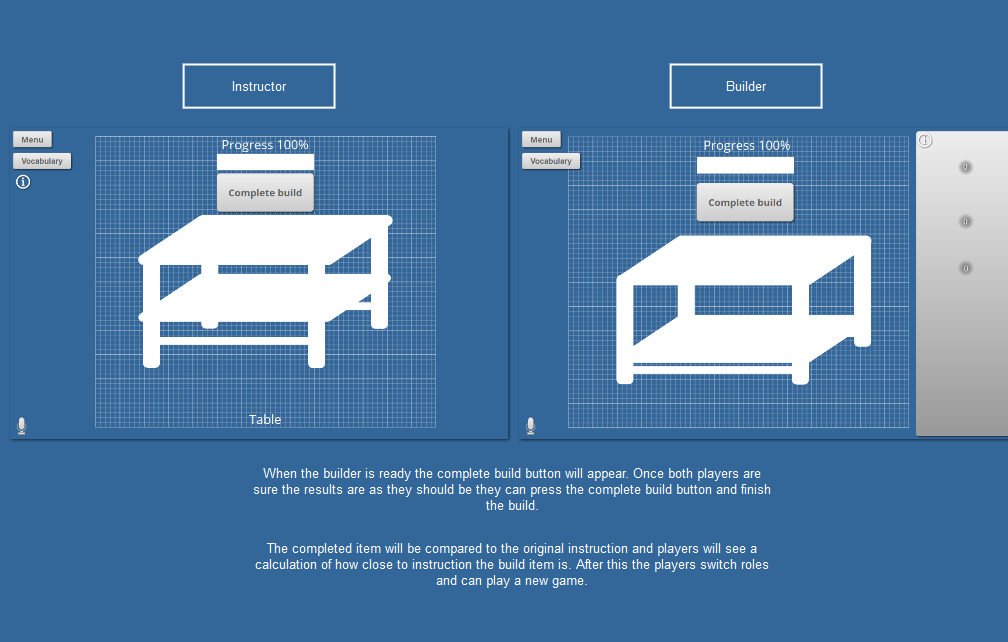 Instructor
Builder
Menu
Vocabulary
Progress 100%
Complete build
Table
Menu
Vocabulary
Progress 100%
Complete build
When the builder is ready the complete build button will appear. Once both players are
sure the results are as they should be they can press the complete build button and finish
the build.
The completed item will be compared to the original instruction and players will see a
calculation of how close to instruction the build item is. After this the players switch roles
and can play a new game.